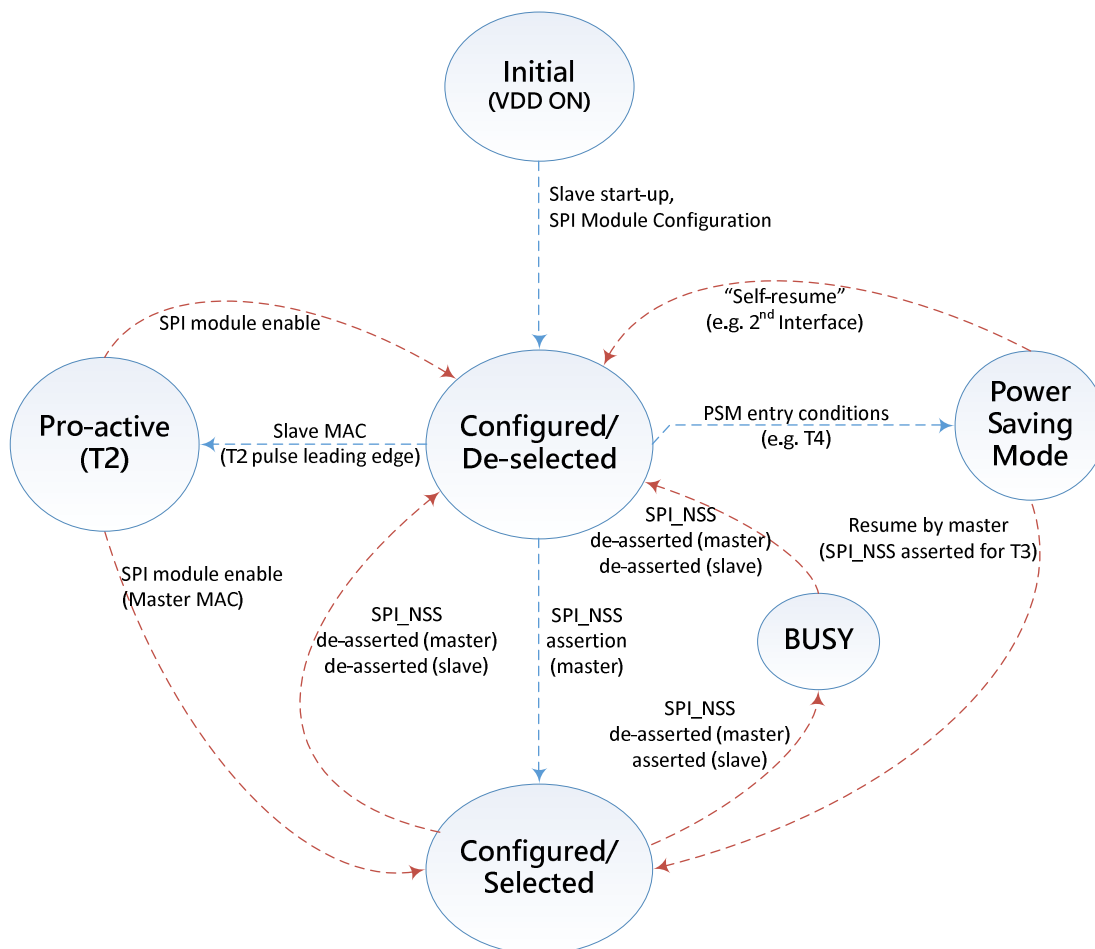 Initial
(VDD ON)
Slave start-up,
SPI Module Configuration
"Self-resume"
(e.g. 2nd Interface)
SPI module enable
Pro-active
(T2)
Slave MAC
(T2 pulse leading edge)
Configured/
De-selected
PSM entry conditions
(e.g. T4)
Power
Saving
Mode
SPI_NSS
de-asserted (master)
de-asserted (slave)
Resume by master
(SPI_NSS asserted for T3)
SPI module enable
(Master MAC)
SPI_NSS
de-asserted (master)
de-asserted (slave)
SPI_NSS
assertion
(master)
BUSY
SPI_NSS
de-asserted (master)
asserted (slave)
Configured/
Selected